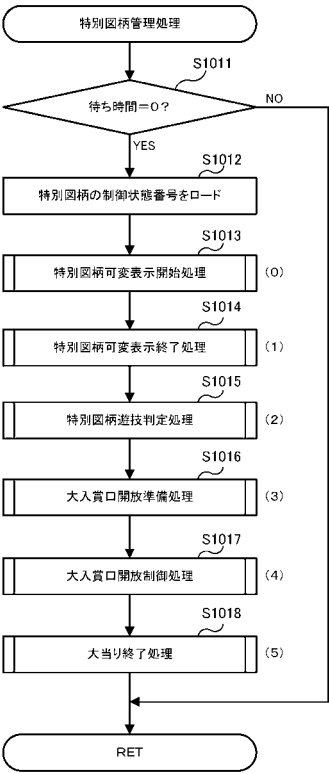 特別図柄管理処理
S1011
待ち時間=0?
NO
YES
S1012
特別図柄の制御状態番号をロード
S1013
特別図柄可変表示開始処理
(0)
S1014
特別図柄可変表示終了処理
(1)
S1015
特別図柄遊技判定処理
(2)
S1016
大入賞口開放準備処理
(3)
S1017
大入賞口開放制御処理
(4)
S1018
大当り終了処理
(5)
RET